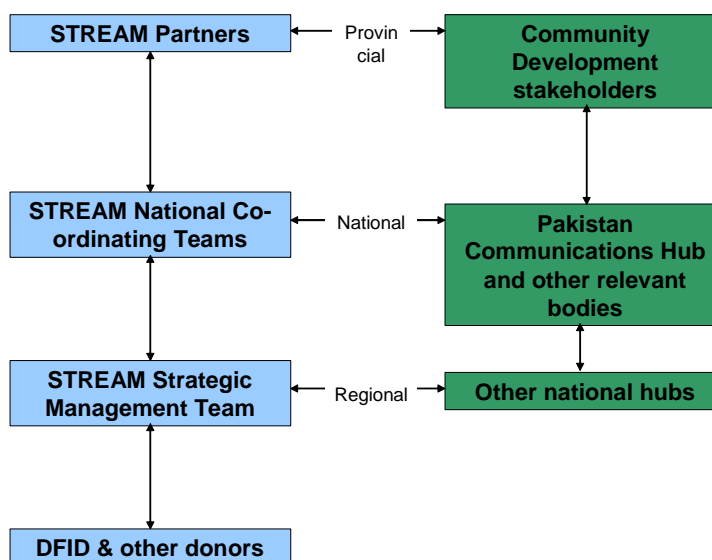 STREAM Partners
Provin
cial
Community
Development
stakeholders
STREAM National Co-
ordinating Teams
National
Pakistan
Communications Hub
and other relevant
bodies
STREAM Strategic
Management Team
Regional
Other national hubs
DFID & other donors